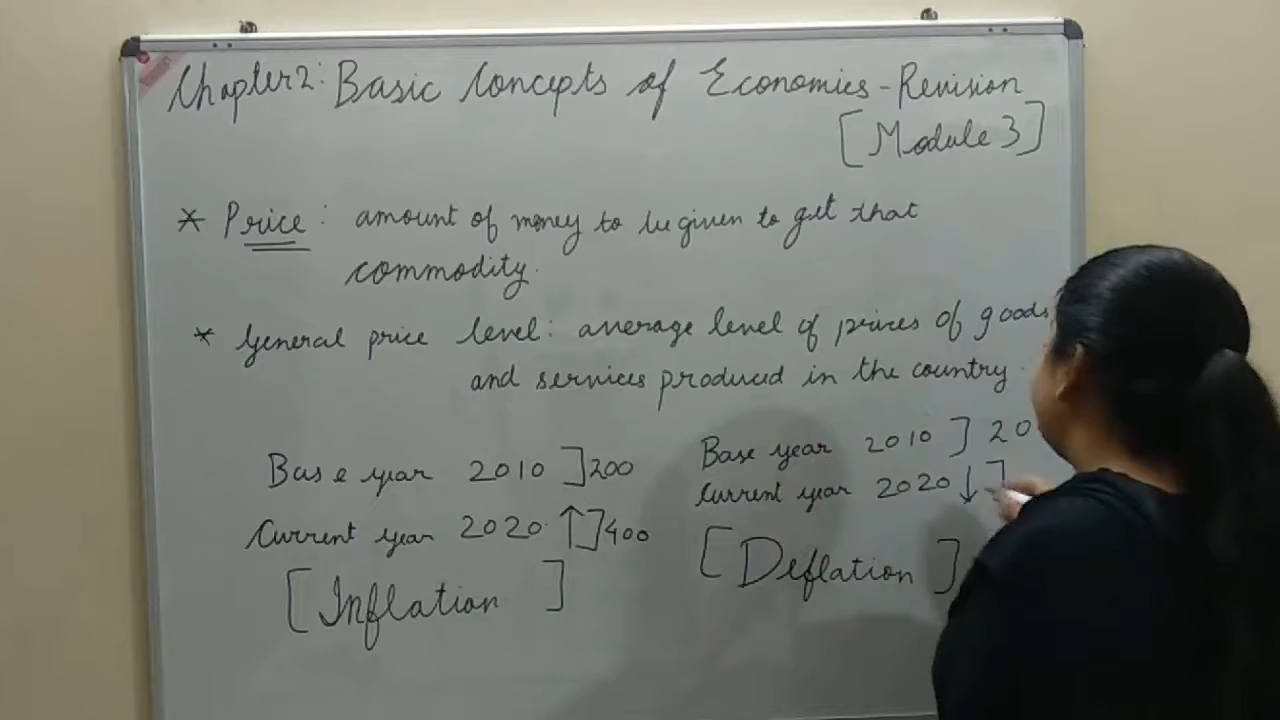 Chapter 2: Basic Concepts of Economics - Revision
[Module 3]
* Price: amount of money to be given to get that
commodity.
* General price level: average level of prices of goods
and services produced in the country.
Base year 2010 ] 200
Current year 2020 ↑ ] 400
[Inflation ]
Base year 2010 ] 20
Current year 2020 ↓ ]
[Deflation ]